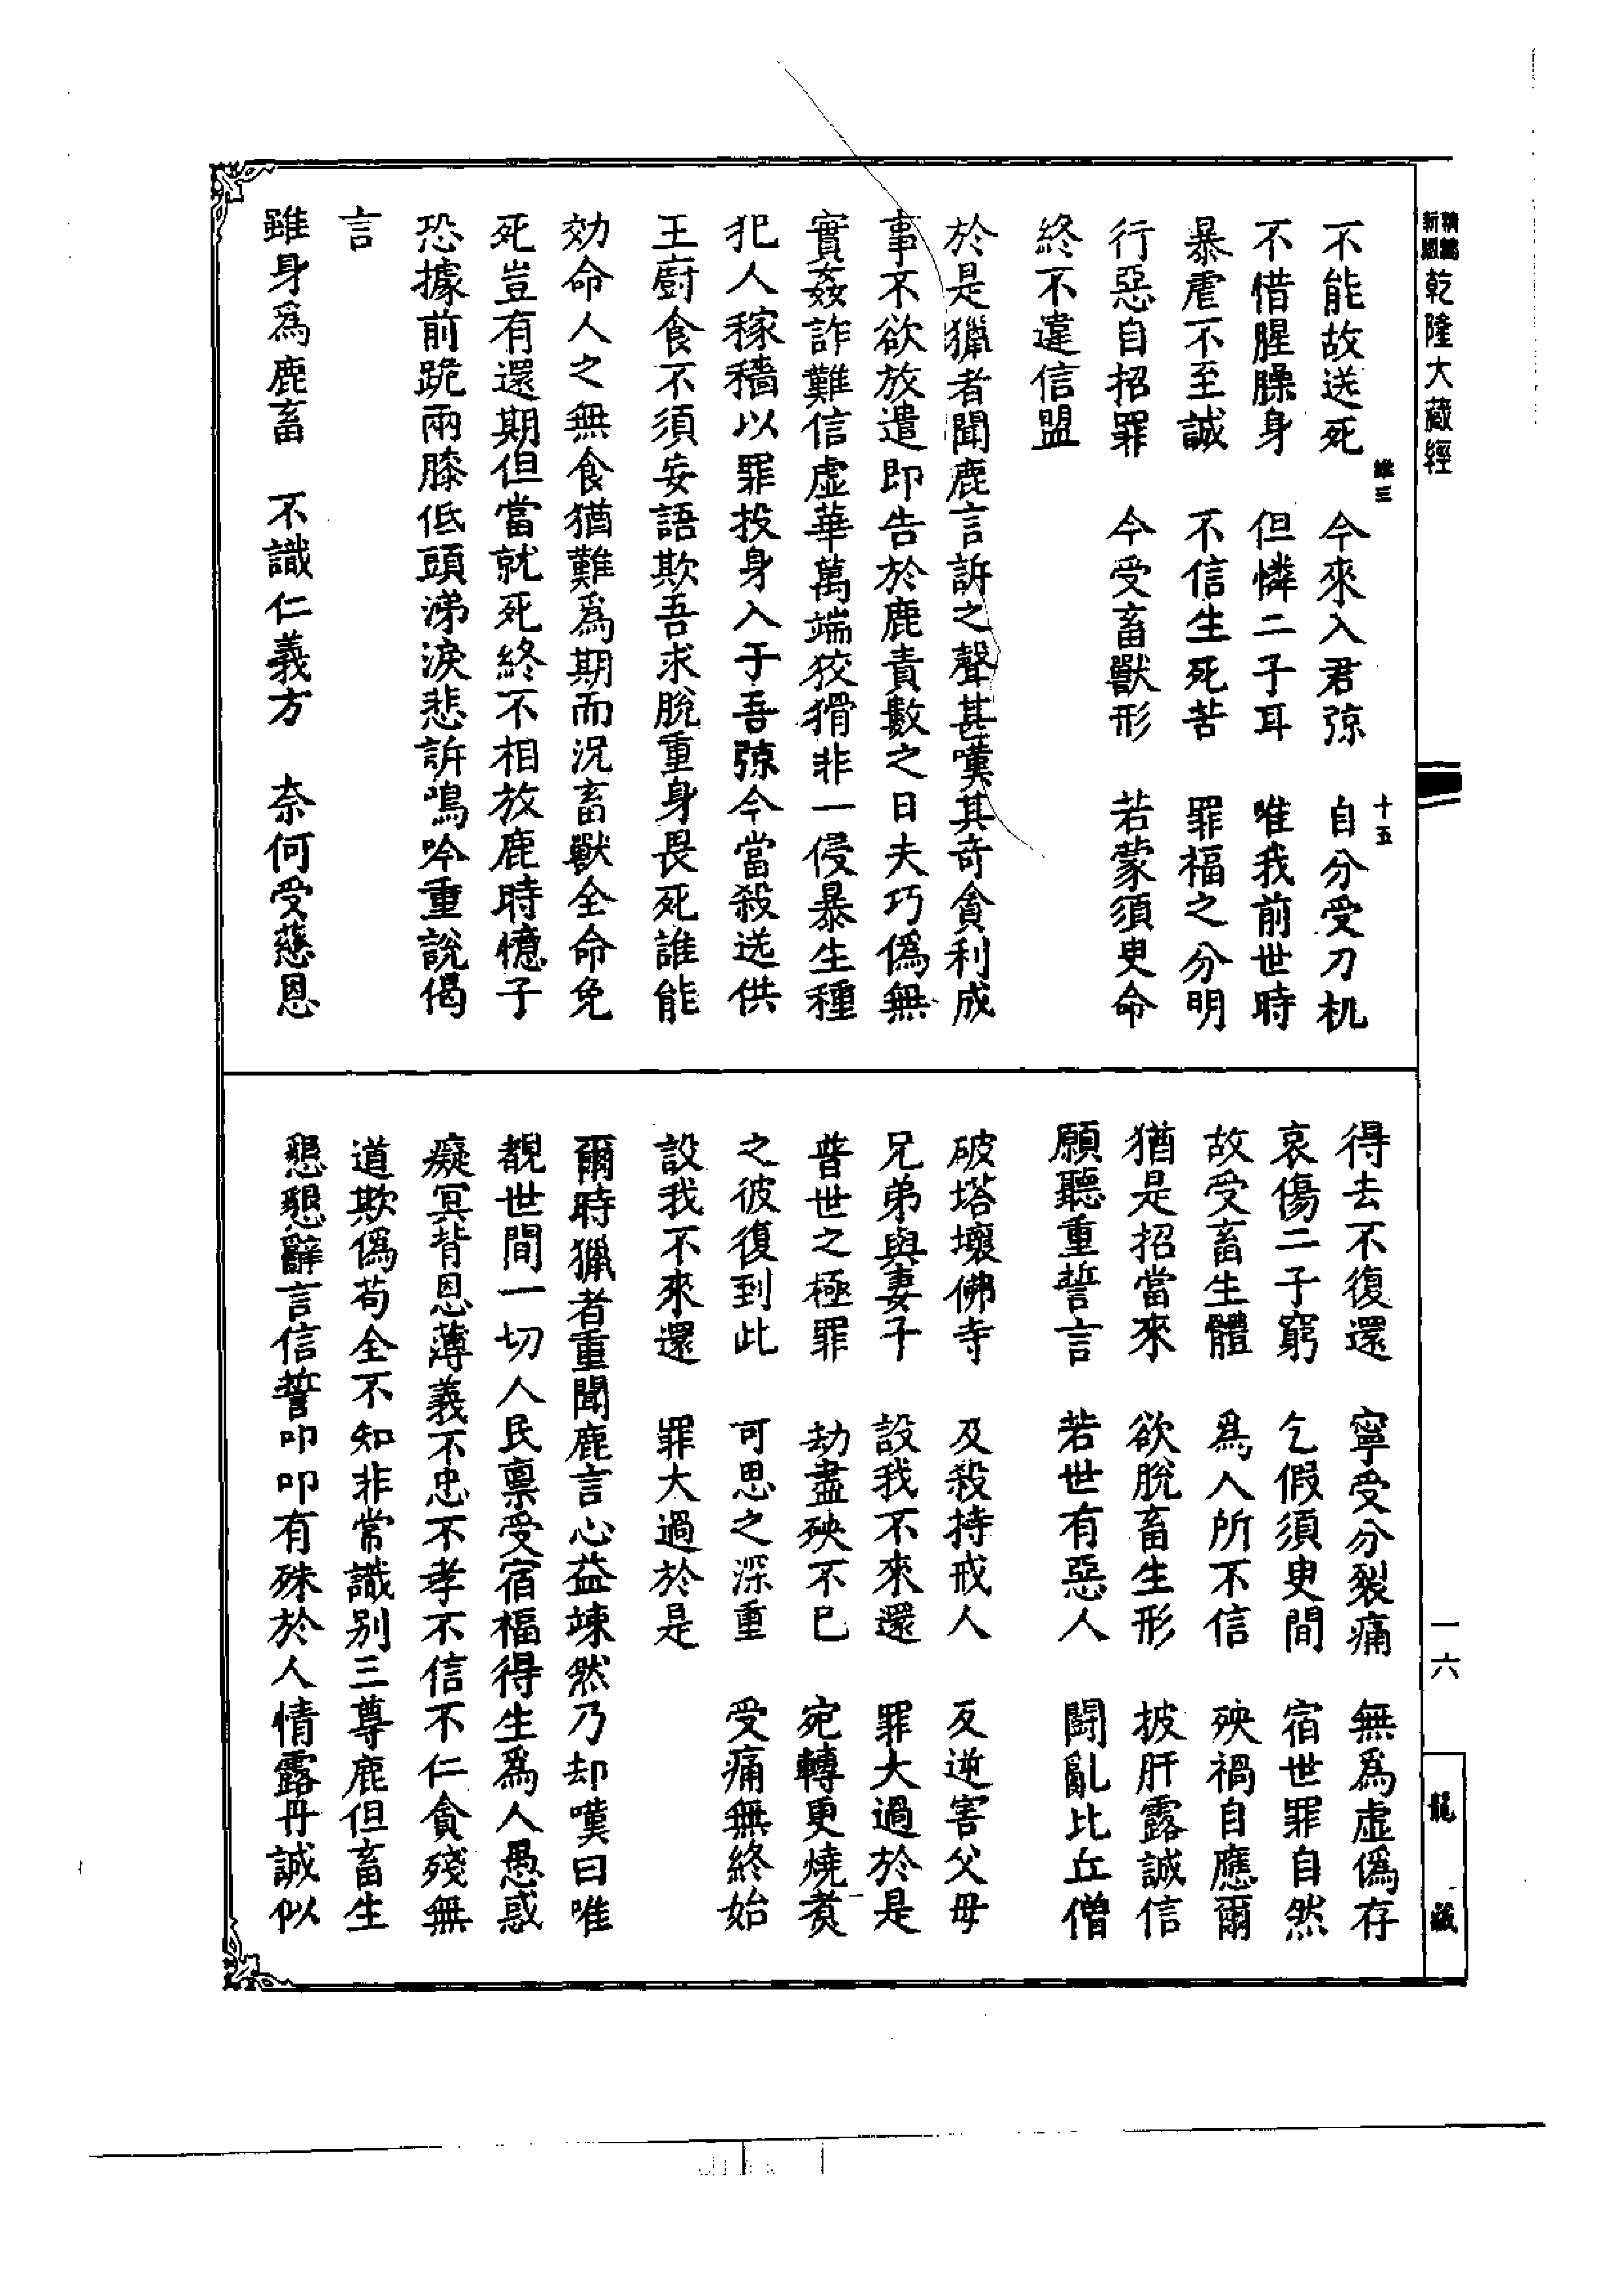 精編新版 乾隆大藏經
維三
十五
不能故送死　今來入君弶　自分受刀机
不惜腥臊身　但憐二子耳　唯我前世時
暴虐不至誠　不信生死苦　罪福之分明
行惡自招罪　今受畜獸形　若蒙須臾命
終不違信盟
於是獵者聞鹿言訴之聲甚嘆其奇貪利成
事不欲放遣即告於鹿責數之曰夫巧偽無
實姦詐難信虛華萬端狡猾非一侵暴生種
犯人稼穡以罪投身入于吾弶今當殺送供
王廚食不須妄語欺吾求脫重身畏死誰能
効命人之無食猶難為期而況畜獸全命免
死豈有還期但當就死終不相放鹿時憶子
恐據前跪兩膝低頭涕淚悲訴鳴吟重說偈
言
雖身為鹿畜　不識仁義方　奈何受慈恩
得去不復還　寧受分裂痛　無為虛偽存
哀傷二子窮　乞假須臾間　宿世罪自然
故受畜生體　為人所不信　殃禍自應爾
猶是招當來　欲脫畜生形　披肝露誠信
願聽重誓言　若世有惡人　鬪亂比丘僧
破塔壞佛寺　及殺持戒人　反逆害父母
兄弟與妻子　設我不來還　罪大過於是
普世之極罪　劫盡殃不已　宛轉更燒煮
之彼復到此　可思之深重　受痛無終始
設我不來還　罪大過於是
爾時獵者重聞鹿言心益竦然乃却嘆曰唯
覩世間一切人民稟受宿福得生為人愚惑
癡冥背恩薄義不忠不孝不信不仁貪殘無
道欺偽苟全不知非常識別三尊鹿但畜生
懇懇辭言信誓叩叩有殊於人情露丹誠似
一六
龍藏